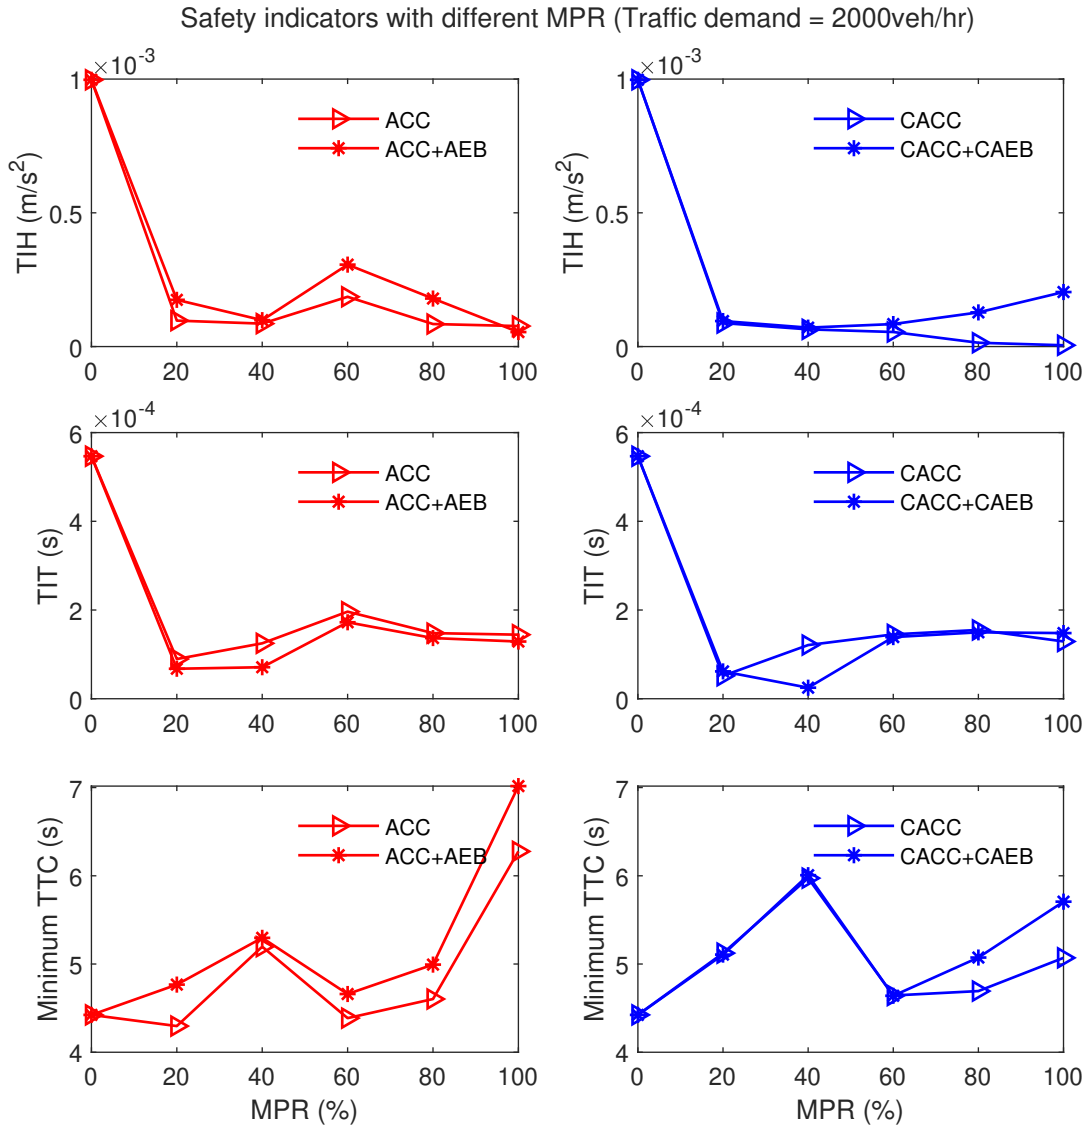 Safety indicators with different MPR (Traffic demand = 2000veh/hr)
×10^-3
1
0.5
0
TIH (m/s^2)
ACC
ACC+AEB
0 20 40 60 80 100
×10^-3
1
0.5
0
TIH (m/s^2)
CACC
CACC+CAEB
0 20 40 60 80 100
×10^-4
6
4
2
0
TIT (s)
ACC
ACC+AEB
0 20 40 60 80 100
×10^-4
6
4
2
0
TIT (s)
CACC
CACC+CAEB
0 20 40 60 80 100
7
6
5
4
Minimum TTC (s)
ACC
ACC+AEB
0 20 40 60 80 100
MPR (%)
7
6
5
4
Minimum TTC (s)
CACC
CACC+CAEB
0 20 40 60 80 100
MPR (%)